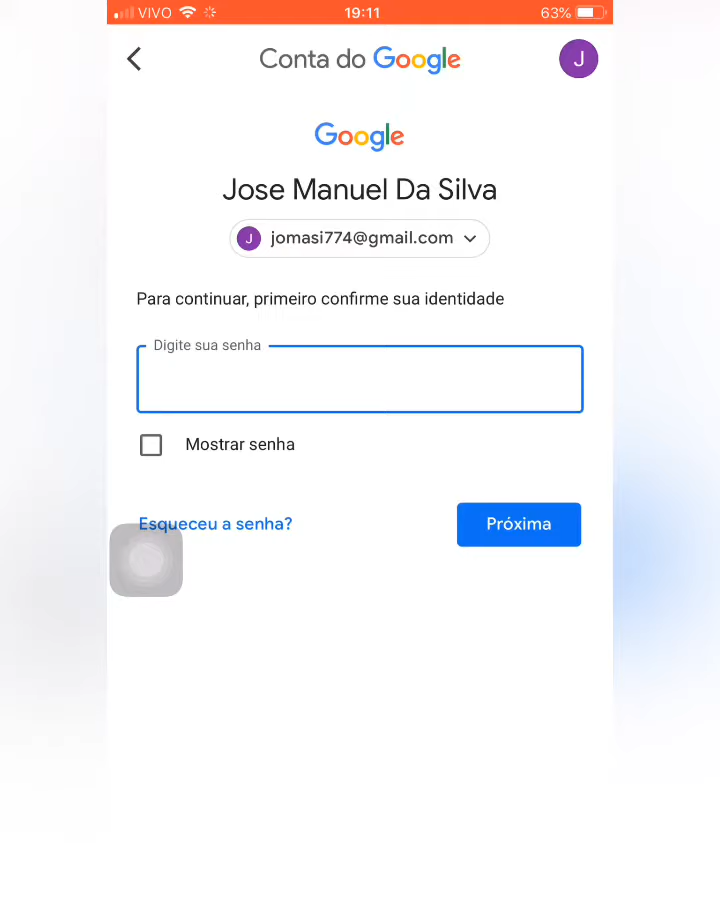 VIVO 19:11 63%
Conta do Google J
Google
Jose Manuel Da Silva
J jomasi774@gmail.com
Para continuar, primeiro confirme sua identidade
Digite sua senha
Mostrar senha
Esqueceu a senha? Próxima